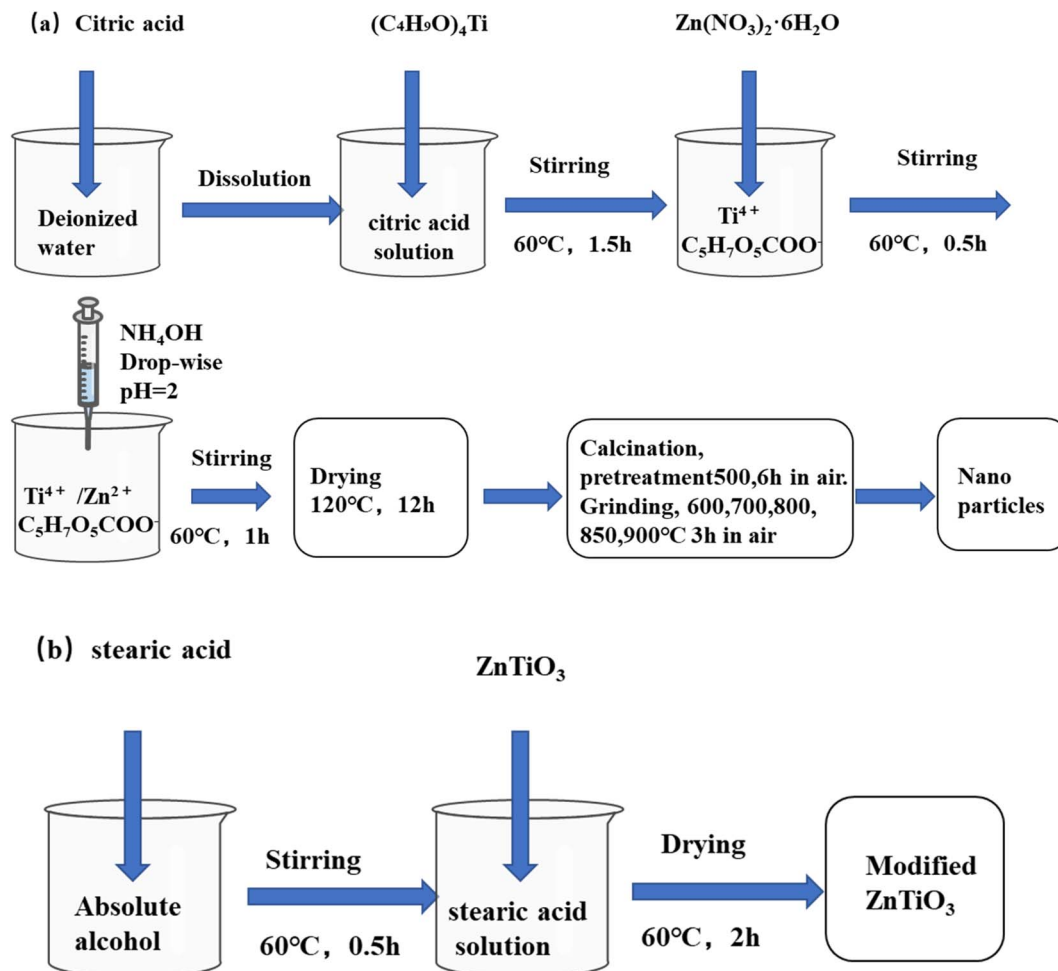 (a) Citric acid
(C4H9O)4Ti
Zn(NO3)2·6H2O
Dissolution
Stirring
Stirring
Deionized
water
citric acid
solution
60℃，1.5h
Ti⁴⁺
C₅H₇O₅COO⁻
60℃，0.5h
NH₄OH
Drop-wise
pH=2
Ti⁴⁺ /Zn²⁺
C₅H₇O₅COO⁻
Stirring
60℃，1h
Drying
120℃，12h
Calcination,
pretreatment500,6h in air.
Grinding, 600,700,800,
850,900℃ 3h in air
Nano
particles
(b) stearic acid
ZnTiO₃
Absolute
alcohol
Stirring
60℃，0.5h
stearic acid
solution
Drying
60℃，2h
Modified
ZnTiO₃